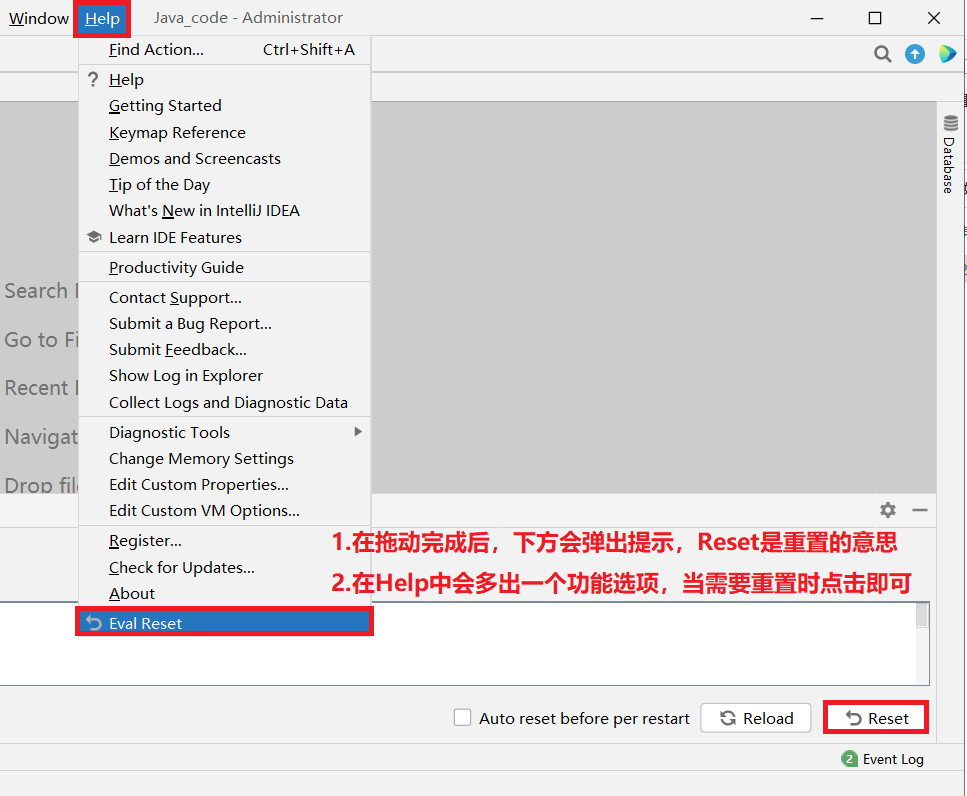 Window Help Java_code - Administrator
Find Action... Ctrl+Shift+A
? Help
Getting Started
Keymap Reference
Demos and Screencasts
Tip of the Day
What's New in IntelliJ IDEA
Learn IDE Features
Productivity Guide
Contact Support...
Submit a Bug Report...
Submit Feedback...
Show Log in Explorer
Collect Logs and Diagnostic Data
Diagnostic Tools
Change Memory Settings
Edit Custom Properties...
Edit Custom VM Options...
Register...
Check for Updates...
About
Eval Reset
Search
Go to Fi
Recent
Navigat
Drop file
Database
1.在拖动完成后，下方会弹出提示，Reset是重置的意思
2.在Help中会多出一个功能选项，当需要重置时点击即可
Auto reset before per restart Reload Reset
2 Event Log